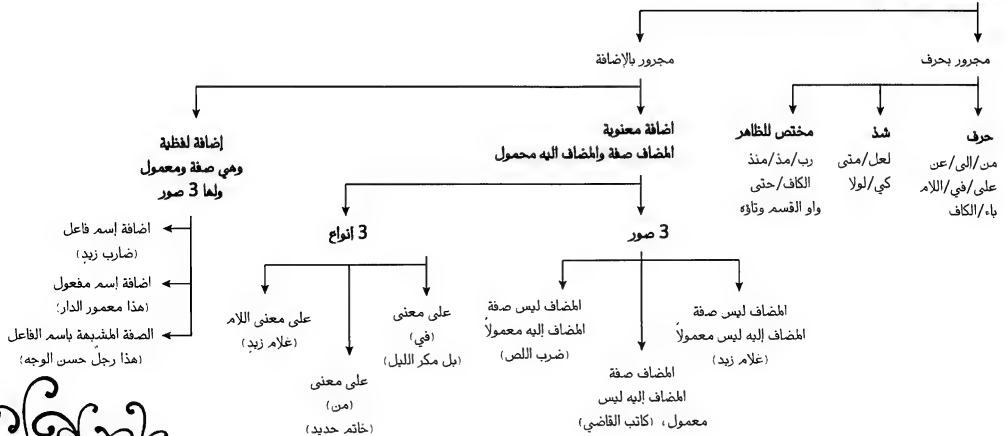 مجرور بحرف
مجرور بالإضافة
حرف
من/الى/عن
على/في/اللام
باء/الكاف
شذ
لعل/متى
كي/لولا
مختص للظاهر
رب/مذ/منذ
الكاف/حتى
واو القسم وتاؤه
اضافة معنوية
المضاف صفة والمضاف اليه محمول
إضافة لفظية
وهي صفة ومعمول
ولها 3 صور
3 صور
3 أنواع
المضاف ليس صفة
المضاف إليه ليس معمولاً
(غلام زيد)
المضاف صفة
المضاف إليه ليس
معمول، (كاتب القاضي)
المضاف ليس صفة
المضاف إليه معمولاً
(ضرب اللص)
على معنى
(في)
(بل مكر الليل)
على معنى
(من)
(خاتم حديد)
على معنى اللام
(غلام زيدٍ)
اضافة إسم فاعل
(ضارب زيدٍ)
اضافة إسم مفعول
(هذا معمور الدار)
الصفة المشبهة باسم الفاعل
(هذا رجلٌ حسن الوجه)